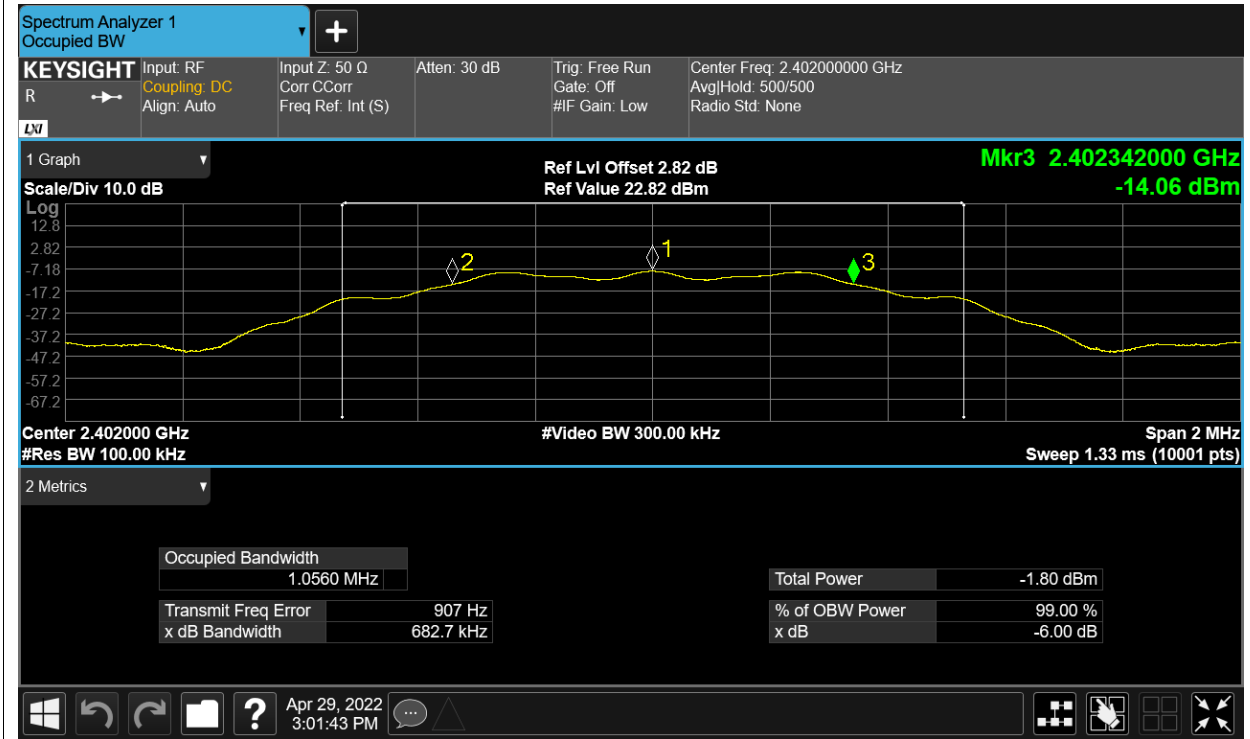 Spectrum Analyzer 1
Occupied BW
KEYSIGHT
R
LXI
Input: RF
Coupling: DC
Align: Auto
Input Z: 50 Ω
Corr CCorr
Freq Ref: Int (S)
Atten: 30 dB
Trig: Free Run
Gate: Off
#IF Gain: Low
Center Freq: 2.402000000 GHz
Avg|Hold: 500/500
Radio Std: None
1 Graph
Scale/Div 10.0 dB
Ref Lvl Offset 2.82 dB
Ref Value 22.82 dBm
Mkr3 2.402342000 GHz
-14.06 dBm
Log
12.8
2.82
-7.18
-17.2
-27.2
-37.2
-47.2
-57.2
-67.2
2
1
3
Center 2.402000 GHz
#Res BW 100.00 kHz
#Video BW 300.00 kHz
Span 2 MHz
Sweep 1.33 ms (10001 pts)
2 Metrics
Occupied Bandwidth
1.0560 MHz
Transmit Freq Error 907 Hz
x dB Bandwidth 682.7 kHz
Total Power -1.80 dBm
% of OBW Power 99.00 %
x dB -6.00 dB
?
Apr 29, 2022
3:01:43 PM